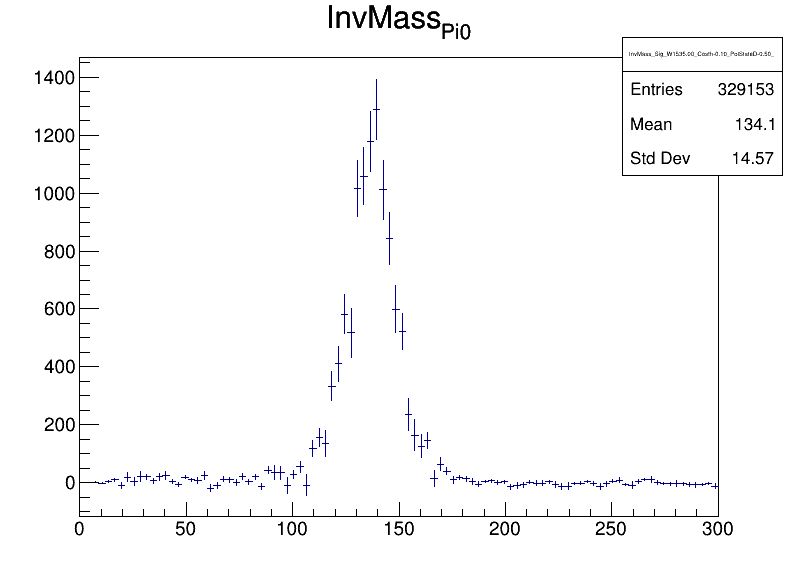 InvMass_Pi0
InvMass_Sig_W1535.00_Costh-0.10_PolStateD-0.50_
Entries 329153
Mean 134.1
Std Dev 14.57
1400
1200
1000
800
600
400
200
0
0 50 100 150 200 250 300